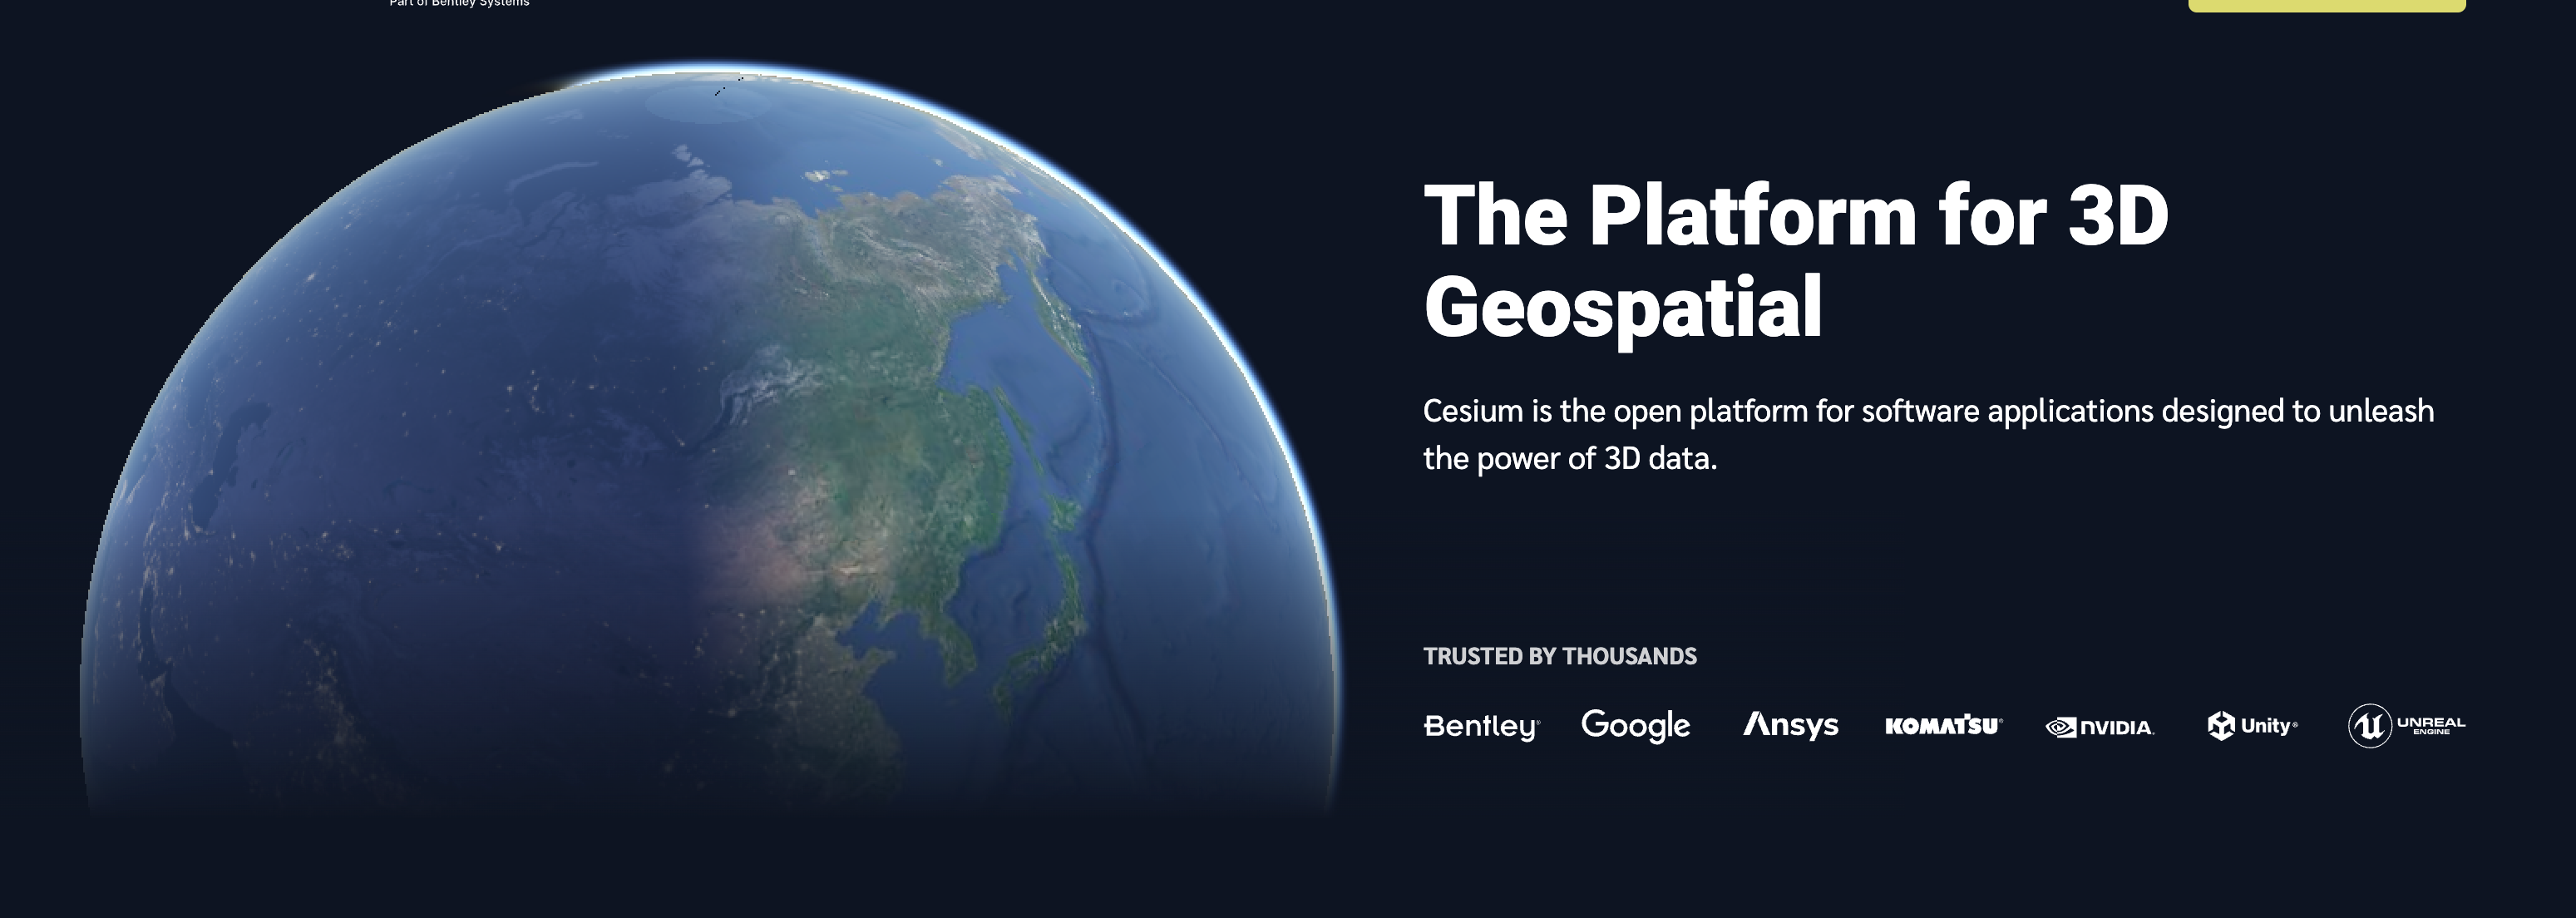 Part of Bentley Systems
The Platform for 3D
Geospatial
Cesium is the open platform for software applications designed to unleash
the power of 3D data.
TRUSTED BY THOUSANDS
Bentley® Google Ansys KOMATSU® NVIDIA. Unity® UNREAL ENGINE